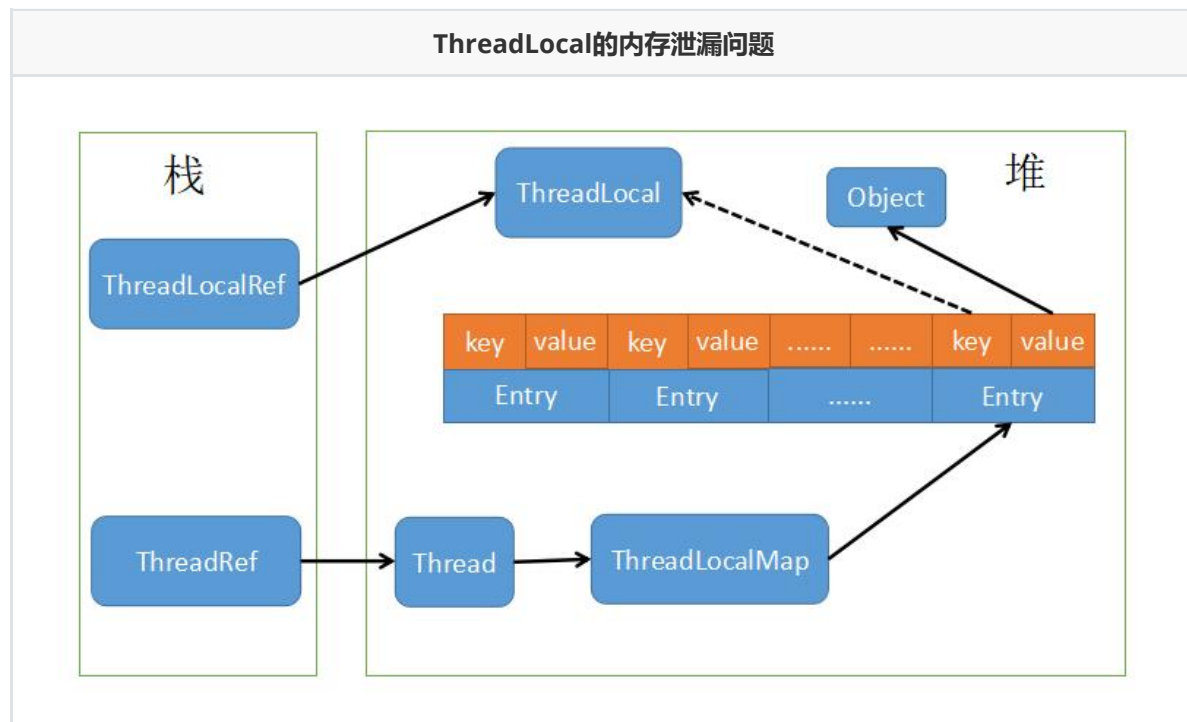 ThreadLocal的内存泄漏问题
栈
堆
ThreadLocal
Object
ThreadLocalRef
key value key value ...... ...... key value
Entry Entry ...... Entry
ThreadRef
Thread
ThreadLocalMap